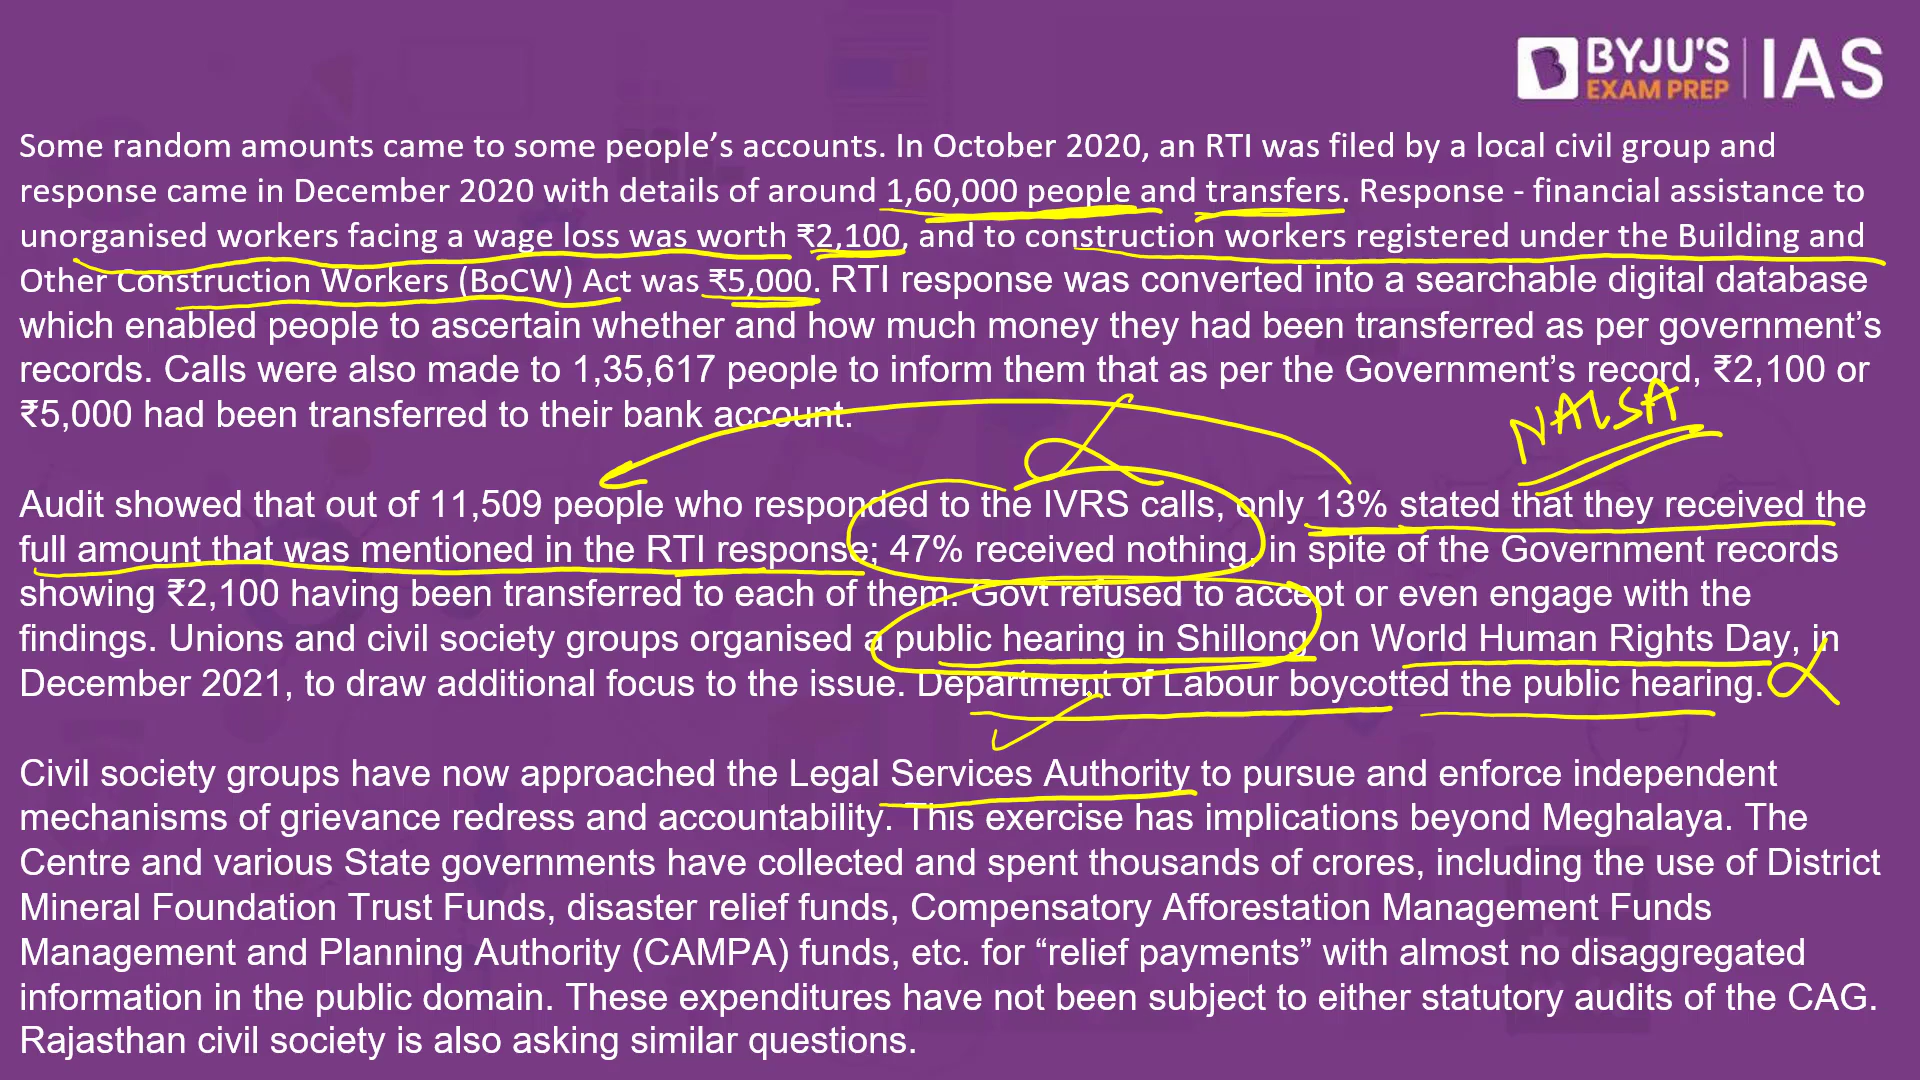 BYJU'S
EXAM PREP
IAS
Some random amounts came to some people’s accounts. In October 2020, an RTI was filed by a local civil group and
response came in December 2020 with details of around 1,60,000 people and transfers. Response - financial assistance to
unorganised workers facing a wage loss was worth ₹2,100, and to construction workers registered under the Building and
Other Construction Workers (BoCW) Act was ₹5,000. RTI response was converted into a searchable digital database
which enabled people to ascertain whether and how much money they had been transferred as per government’s
records. Calls were also made to 1,35,617 people to inform them that as per the Government’s record, ₹2,100 or
₹5,000 had been transferred to their bank account.
NALSA
Audit showed that out of 11,509 people who responded to the IVRS calls, only 13% stated that they received the
full amount that was mentioned in the RTI response; 47% received nothing, in spite of the Government records
showing ₹2,100 having been transferred to each of them. Govt refused to accept or even engage with the
findings. Unions and civil society groups organised a public hearing in Shillong on World Human Rights Day, in
December 2021, to draw additional focus to the issue. Department of Labour boycotted the public hearing.
Civil society groups have now approached the Legal Services Authority to pursue and enforce independent
mechanisms of grievance redress and accountability. This exercise has implications beyond Meghalaya. The
Centre and various State governments have collected and spent thousands of crores, including the use of District
Mineral Foundation Trust Funds, disaster relief funds, Compensatory Afforestation Management Funds
Management and Planning Authority (CAMPA) funds, etc. for “relief payments” with almost no disaggregated
information in the public domain. These expenditures have not been subject to either statutory audits of the CAG.
Rajasthan civil society is also asking similar questions.